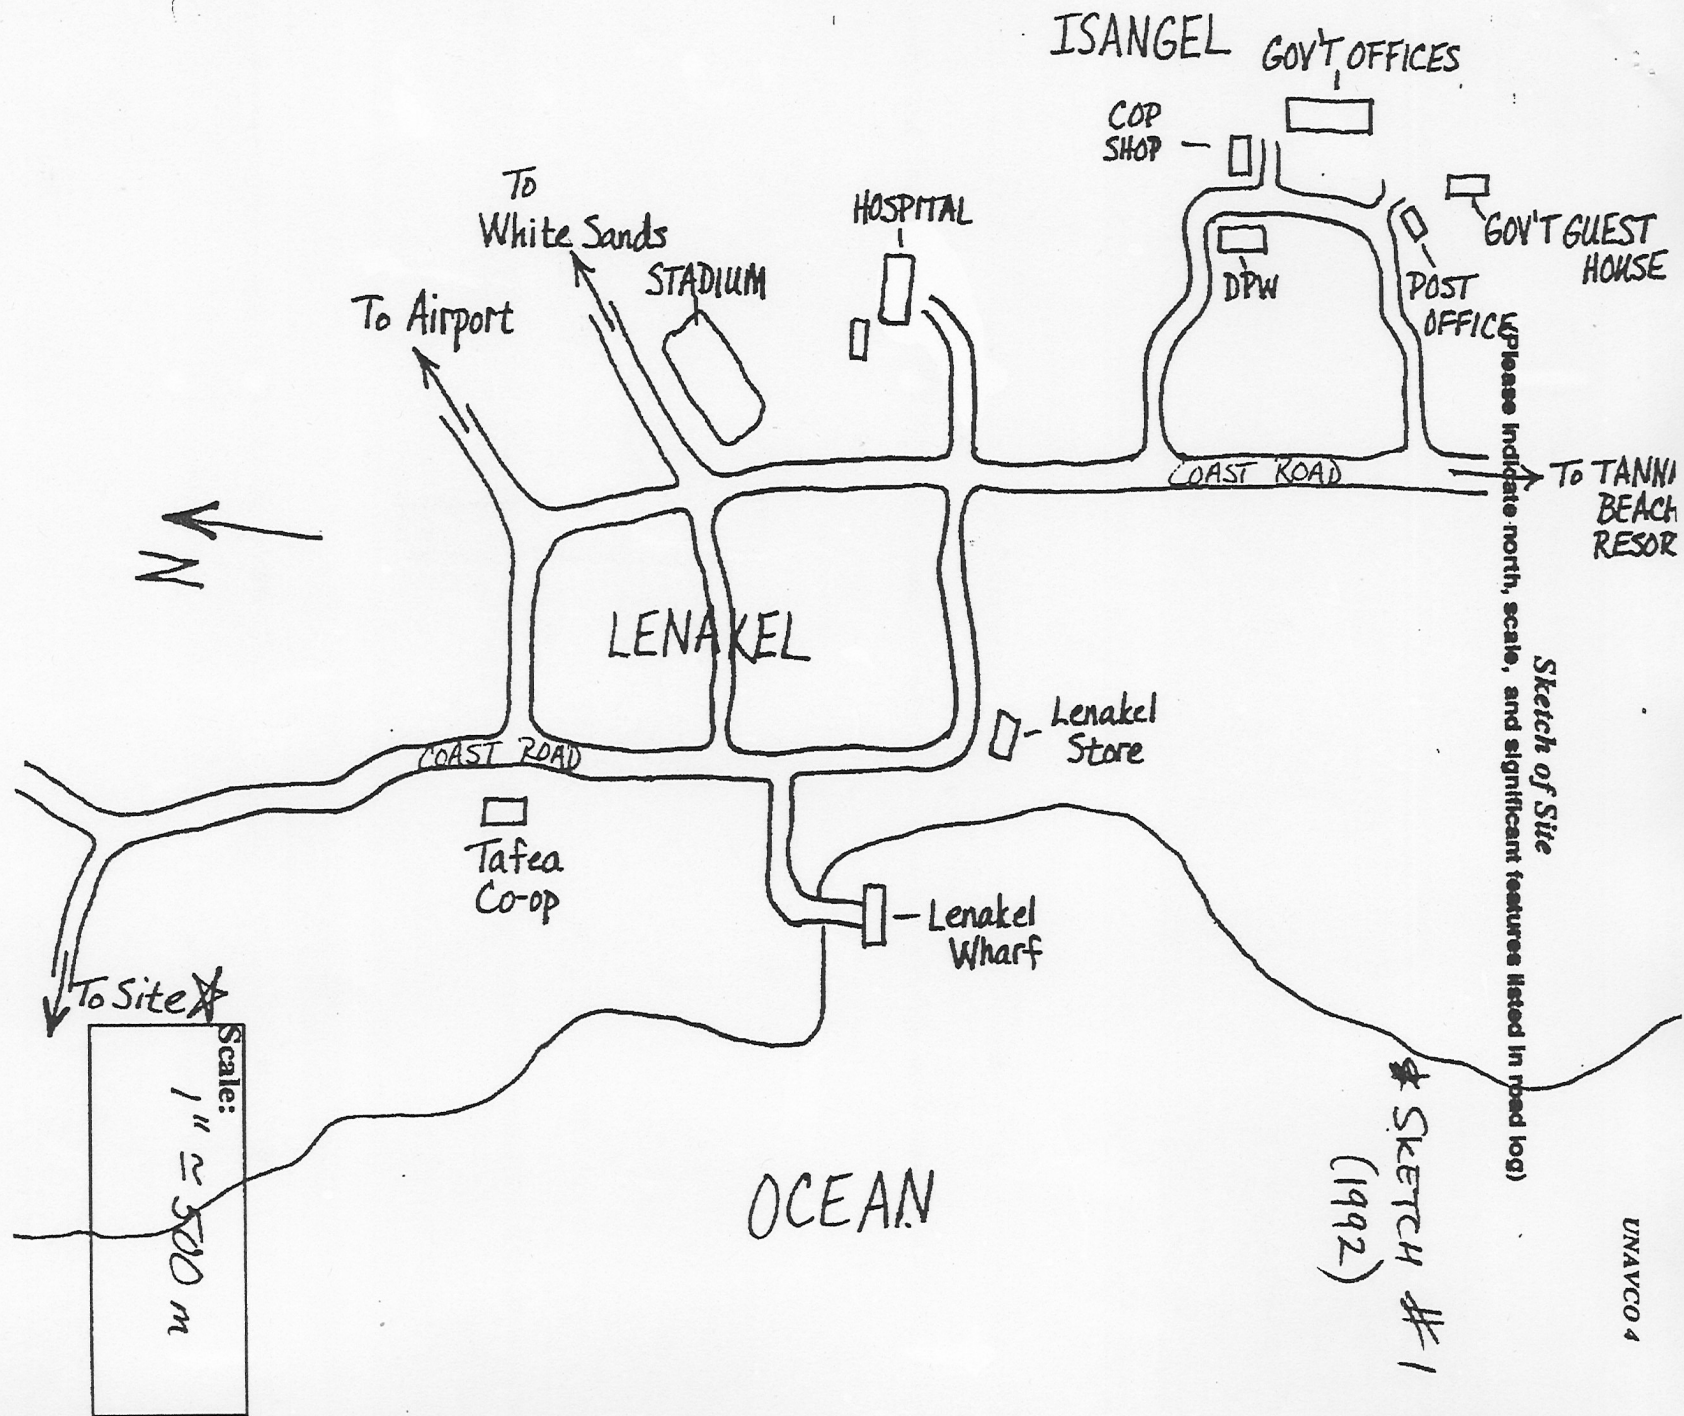 ISANGEL
GOV'T OFFICES
COP
SHOP
To
White Sands
HOSPITAL
GOV'T GUEST
HOUSE
STADIUM
DPW
POST
OFFICE
To Airport
COAST ROAD
To TANNA
BEACH
RESOR
N
LENAKEL
Lenakel
Store
COAST ROAD
Tafea
Co-op
Lenakel
Wharf
To Site
Scale:
1" ≃ 500 m
OCEAN
SKETCH #1
(1992)
Sketch of Site
(Please indicate north, scale, and significant features listed in road log)
UNAVCO 4